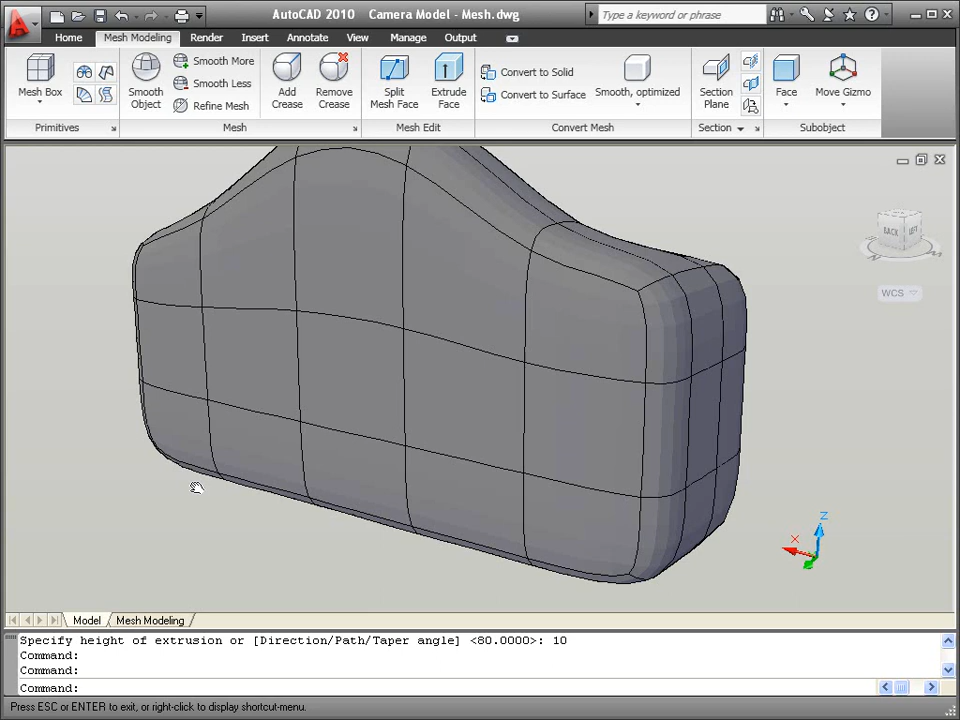 AutoCAD 2010 Camera Model - Mesh.dwg
Type a keyword or phrase
Home Mesh Modeling Render Insert Annotate View Manage Output
Mesh Box
Smooth Object
Smooth More
Smooth Less
Refine Mesh
Add Crease
Remove Crease
Split Mesh Face
Extrude Face
Convert to Solid
Convert to Surface
Smooth, optimized
Section Plane
Face
Move Gizmo
Primitives Mesh Mesh Edit Convert Mesh Section Subobject
BACK LEFT
WCS
Z
X
Model Mesh Modeling
Specify height of extrusion or [Direction/Path/Taper angle] <80.0000>: 10
Command:
Command:
Command:
Press ESC or ENTER to exit, or right-click to display shortcut-menu.